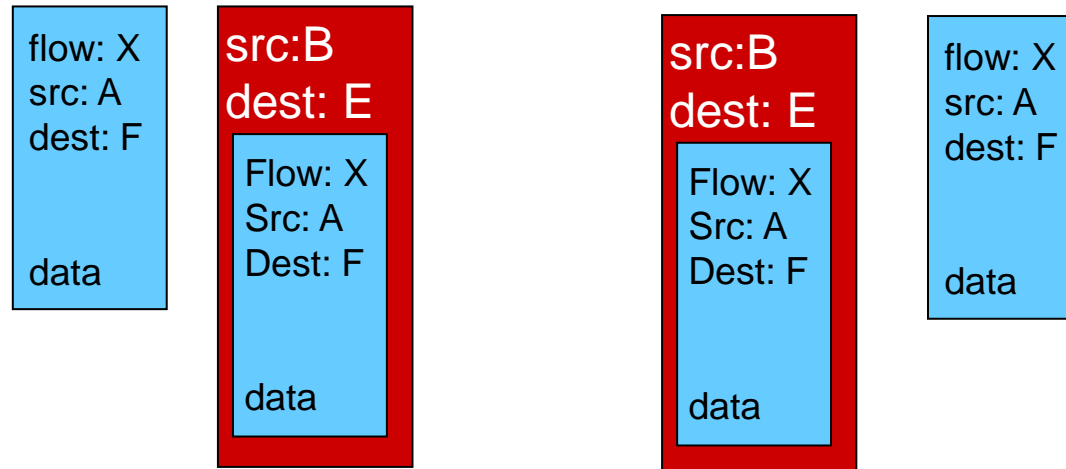 flow: X
src: A
dest: F
data
src:B
dest: E
Flow: X
Src: A
Dest: F
data
src:B
dest: E
Flow: X
Src: A
Dest: F
data
flow: X
src: A
dest: F
data